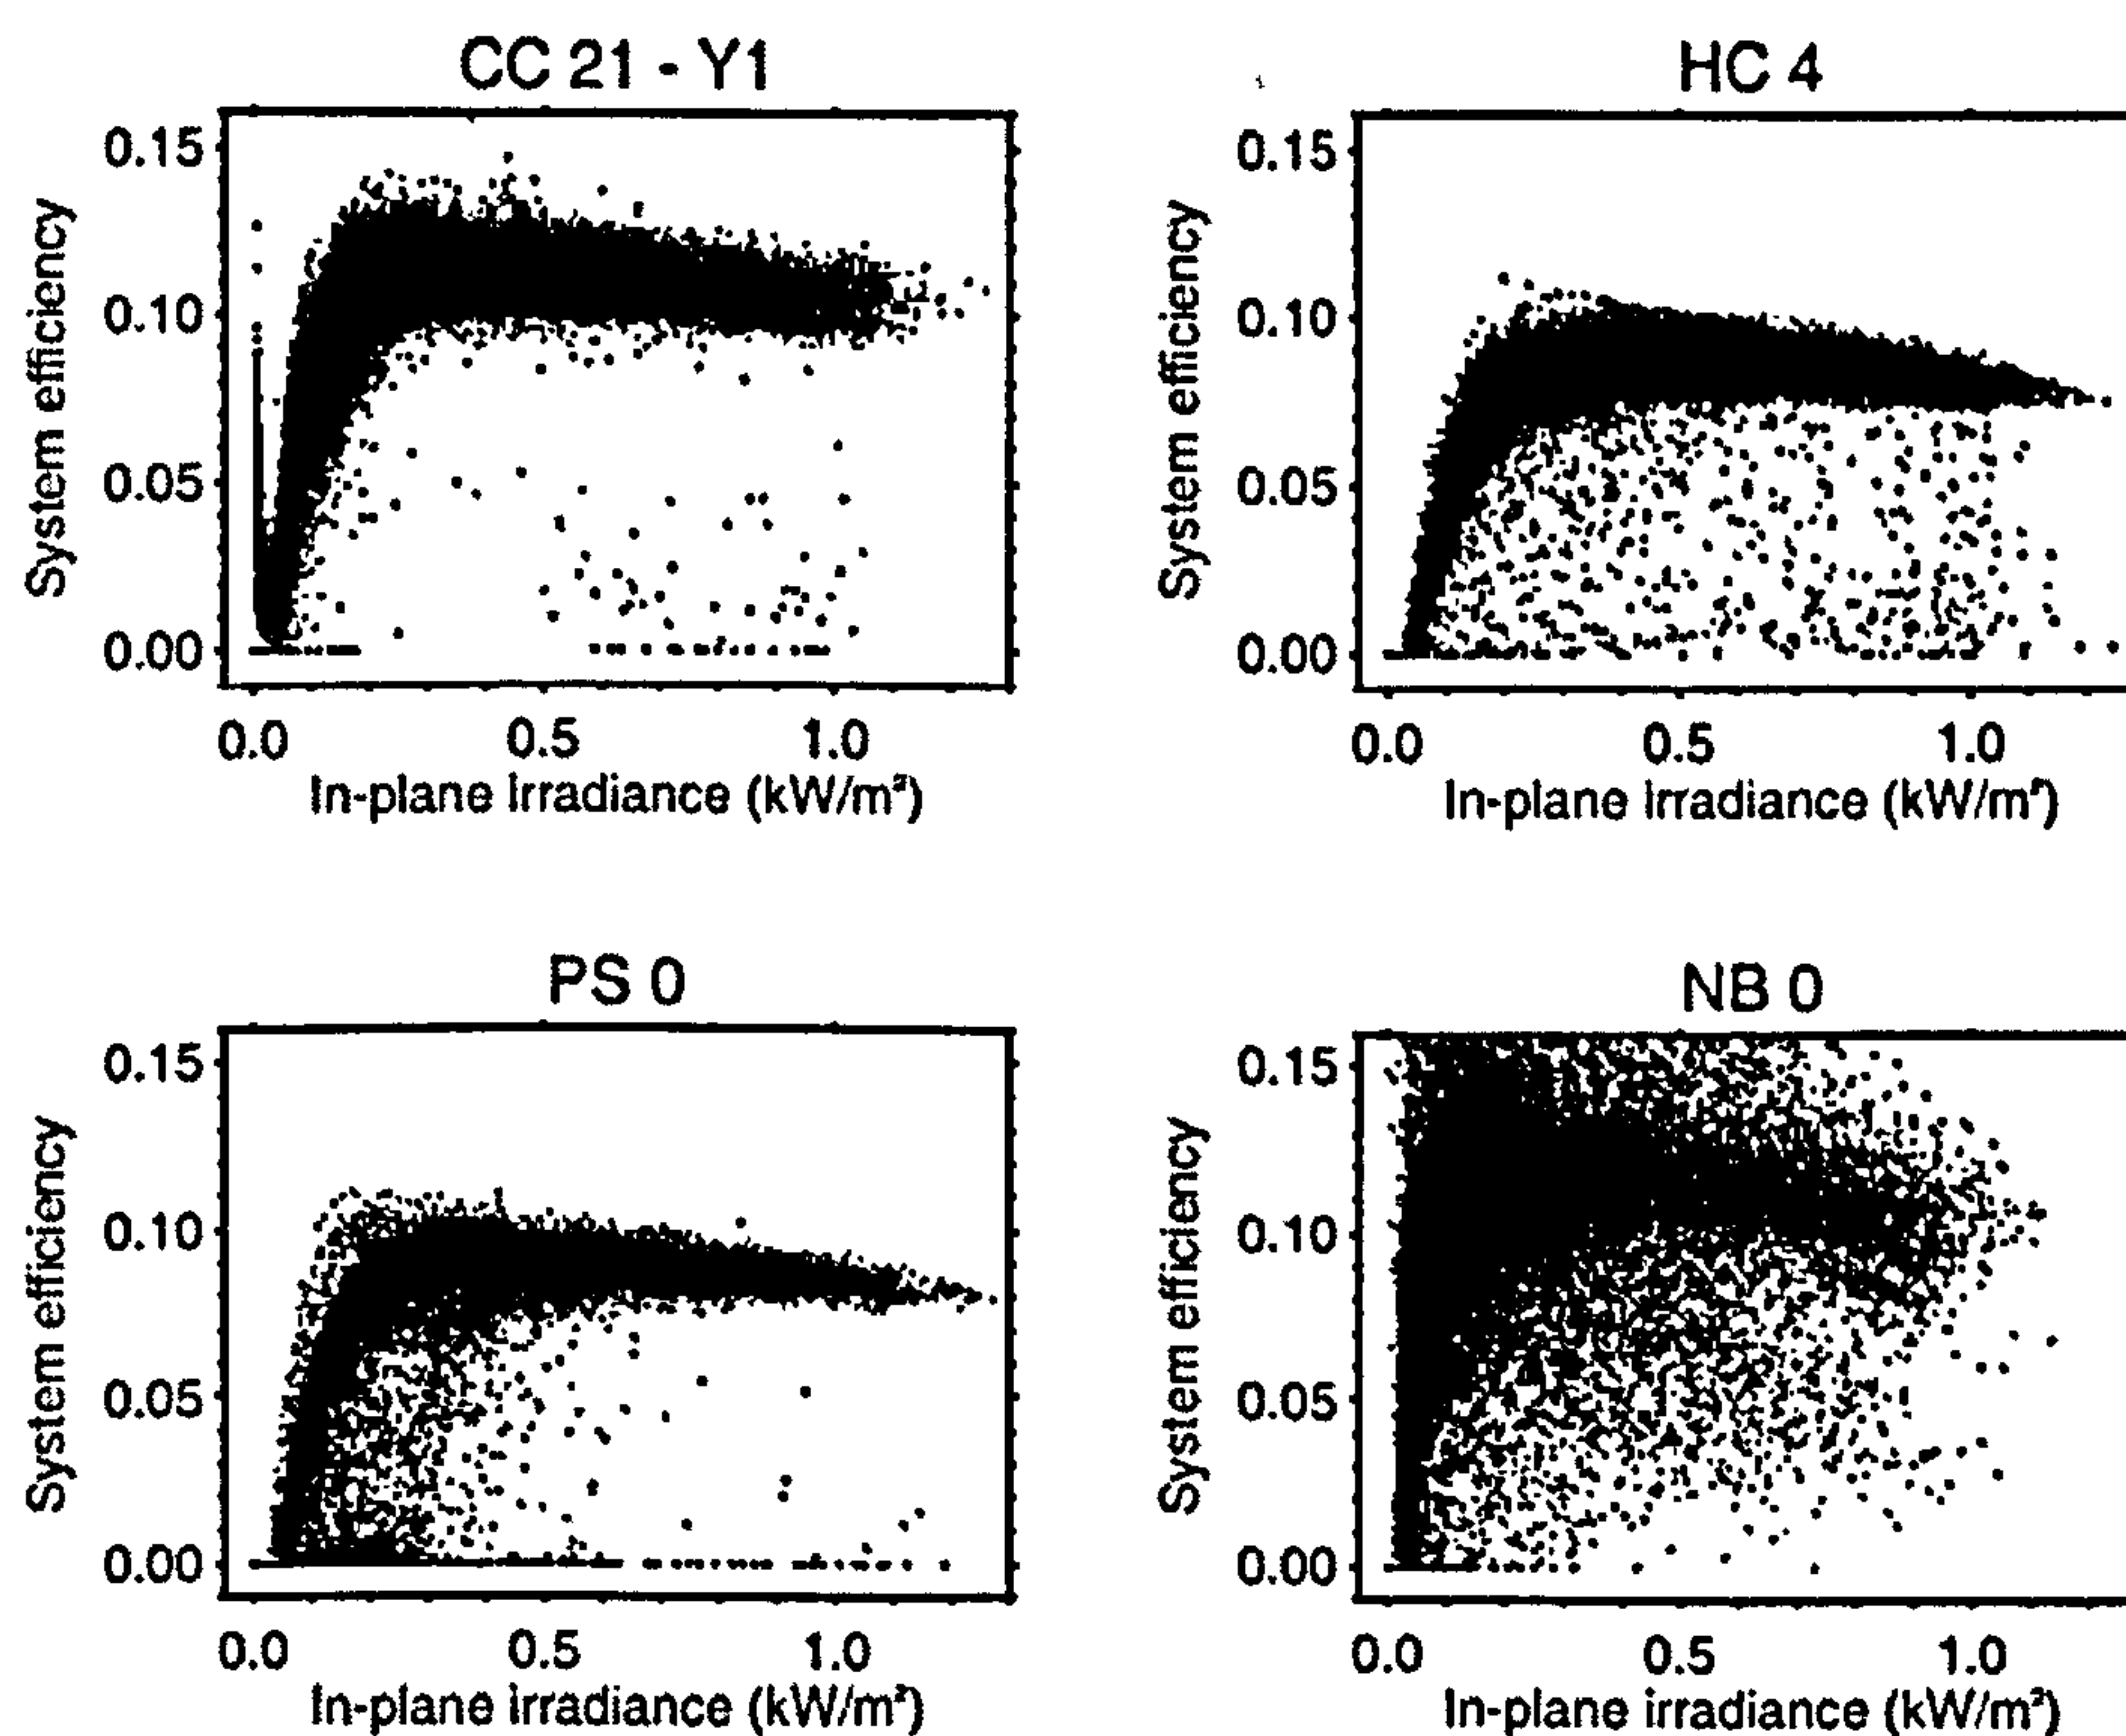 CC 21 - Y1
0.15
0.10
0.05
0.00
System efficiency
0.0 0.5 1.0
In-plane irradiance (kW/m²)
HC 4
0.15
0.10
0.05
0.00
System efficiency
0.0 0.5 1.0
In-plane irradiance (kW/m²)
PS 0
0.15
0.10
0.05
0.00
System efficiency
0.0 0.5 1.0
In-plane irradiance (kW/m²)
NB 0
0.15
0.10
0.05
0.00
System efficiency
0.0 0.5 1.0
In-plane irradiance (kW/m²)